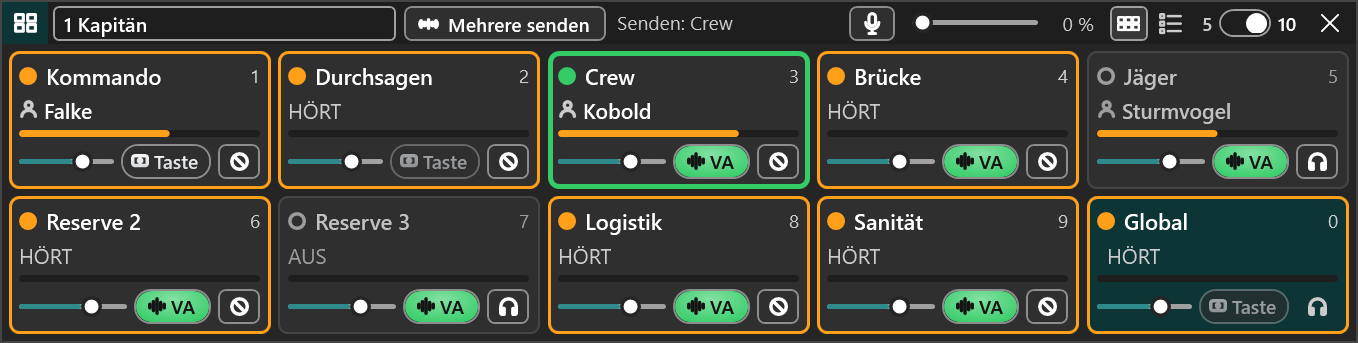 1 Kapitän Mehrere senden Senden: Crew 0 % 5 10
Kommando 1 Durchsagen 2 Crew 3 Brücke 4 Jäger 5
Falke HÖRT Kobold HÖRT Sturmvogel
Taste Taste VA VA VA
Reserve 2 6 Reserve 3 7 Logistik 8 Sanität 9 Global 0
HÖRT AUS HÖRT HÖRT HÖRT
VA VA VA VA Taste